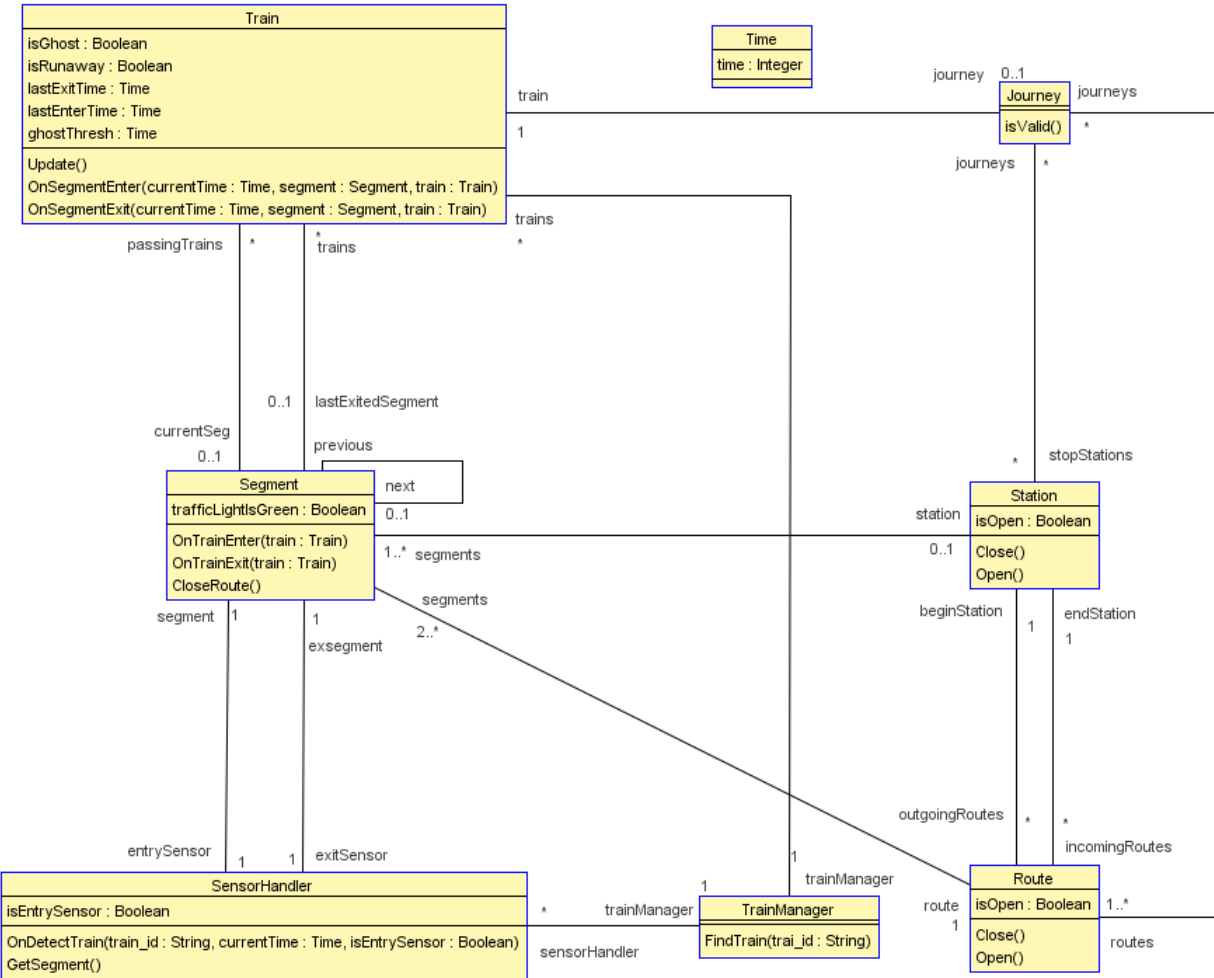 Train
isGhost : Boolean
isRunaway : Boolean
lastExitTime : Time
lastEnterTime : Time
ghostThresh : Time
Update()
OnSegmentEnter(currentTime : Time, segment : Segment, train : Train)
OnSegmentExit(currentTime : Time, segment : Segment, train : Train)
Time
time : Integer
train
1
journey 0..1
Journey
isValid()
journeys
*
journeys *
trains
*
passingTrains *
*
trains
0..1 lastExitedSegment
currentSeg
0..1
previous
next
0..1
Segment
trafficLightIsGreen : Boolean
OnTrainEnter(train : Train)
OnTrainExit(train : Train)
CloseRoute()
* stopStations
Station
isOpen : Boolean
Close()
Open()
station
0..1
1..* segments
segments
2..*
segment 1
1
exsegment
beginStation 1
endStation
1
outgoingRoutes *
*
incomingRoutes
entrySensor 1
1 exitSensor
SensorHandler
isEntrySensor : Boolean
OnDetectTrain(train_id : String, currentTime : Time, isEntrySensor : Boolean)
GetSegment()
*
sensorHandler
1
trainManager
1
trainManager
TrainManager
FindTrain(trai_id : String)
Route
isOpen : Boolean
Close()
Open()
route
1
1..*
routes